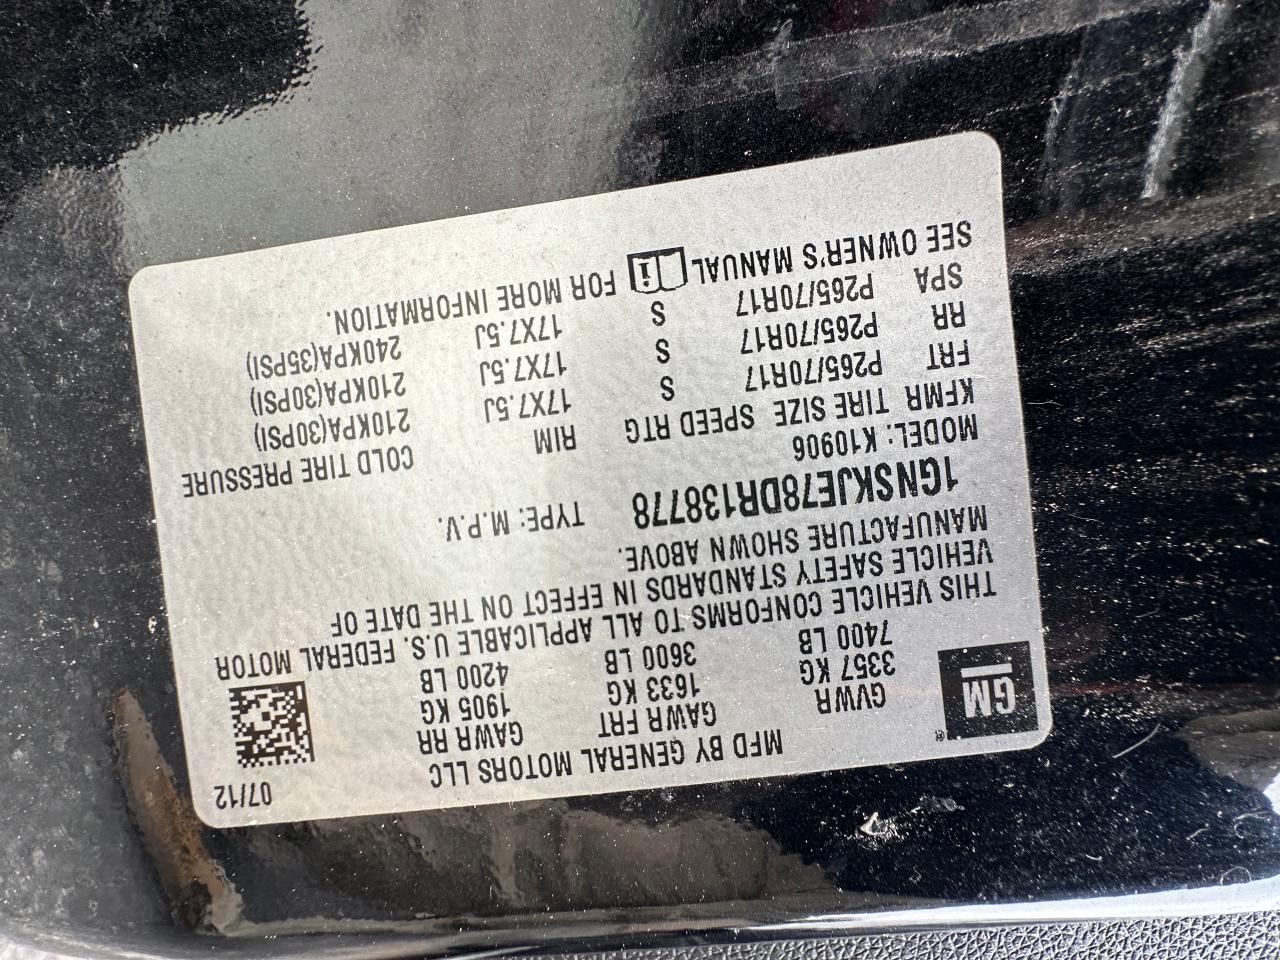 MFD BY GENERAL MOTORS LLC 07/12
GM®
GVWR GAWR FRT GAWR RR
3357 KG 1633 KG 1905 KG
7400 LB 3600 LB 4200 LB
THIS VEHICLE CONFORMS TO ALL APPLICABLE U.S. FEDERAL MOTOR
VEHICLE SAFETY STANDARDS IN EFFECT ON THE DATE OF
MANUFACTURE SHOWN ABOVE.
1GNSKJE78DR138778 TYPE: M.P.V.
MODEL: K10906
KFMR TIRE SIZE SPEED RTG RIM COLD TIRE PRESSURE
FRT P265/70R17 S 17X7.5J 210KPA(30PSI)
RR P265/70R17 S 17X7.5J 210KPA(30PSI)
SPA P265/70R17 S 17X7.5J 240KPA(35PSI)
SEE OWNER'S MANUAL i FOR MORE INFORMATION.